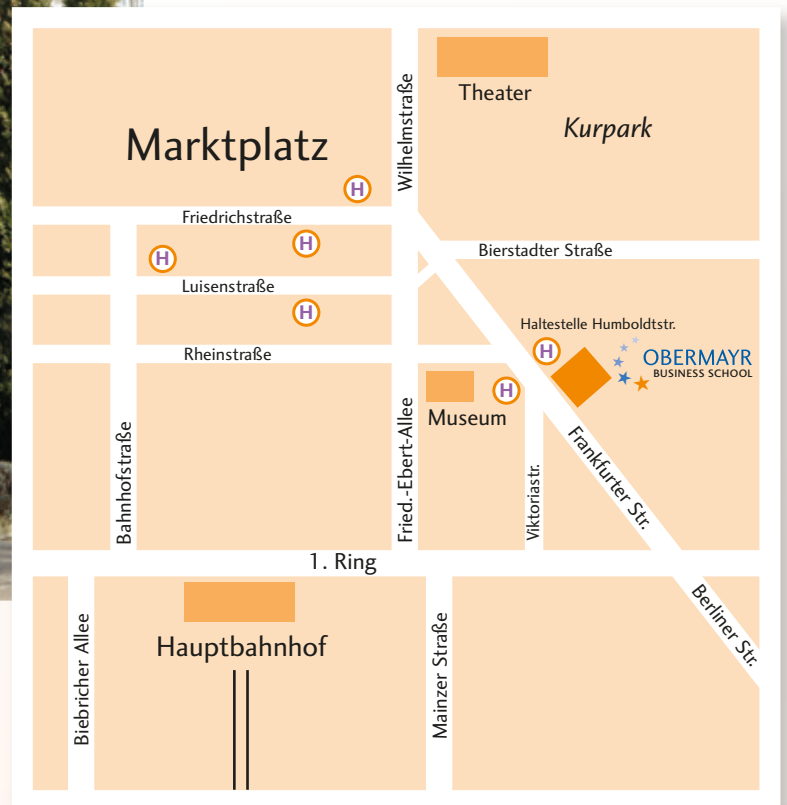 Theater
Wilhelmstraße
Kurpark
Marktplatz
H
Friedrichstraße
H
H
Bierstadter Straße
Luisenstraße
H
Haltestelle Humboldtstr.
Rheinstraße
H
OBERMAYR
BUSINESS SCHOOL
H
Museum
Bahnhofstraße
Fried.-Ebert-Allee
Viktoriastr.
Frankfurter Str.
1. Ring
Hauptbahnhof
Biebricher Allee
Mainzer Straße
Berliner Str.